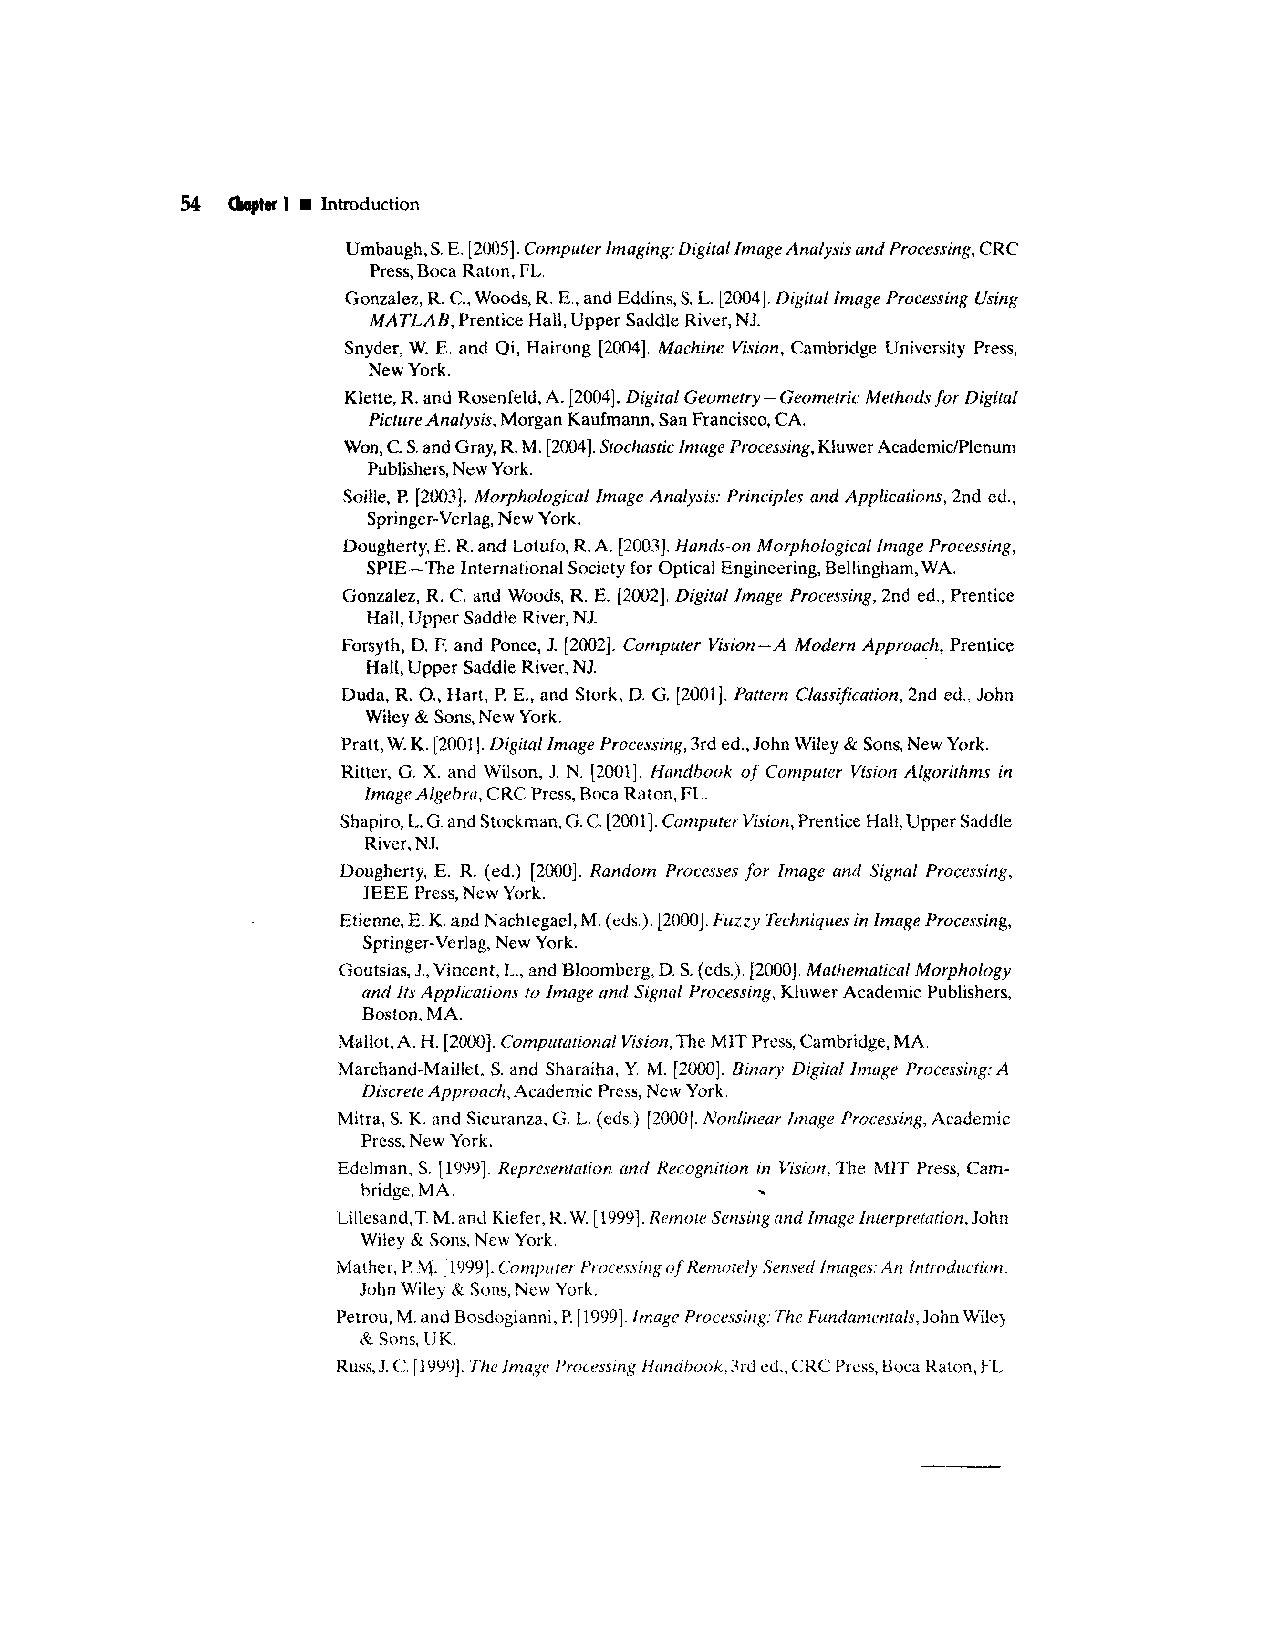 54 Chapter 1 ■ Introduction
Umbaugh, S. E. [2005]. Computer Imaging: Digital Image Analysis and Processing, CRC
Press, Boca Raton, FL.
Gonzalez, R. C., Woods, R. E., and Eddins, S. L. [2004]. Digital Image Processing Using
MATLAB, Prentice Hall, Upper Saddle River, NJ.
Snyder, W. E. and Qi, Hairong [2004]. Machine Vision, Cambridge University Press,
New York.
Klette, R. and Rosenfeld, A. [2004]. Digital Geometry—Geometric Methods for Digital
Picture Analysis, Morgan Kaufmann, San Francisco, CA.
Won, C. S. and Gray, R. M. [2004]. Stochastic Image Processing, Kluwer Academic/Plenum
Publishers, New York.
Soille, P. [2003]. Morphological Image Analysis: Principles and Applications, 2nd ed.,
Springer-Verlag, New York.
Dougherty, E. R. and Lotufo, R. A. [2003]. Hands-on Morphological Image Processing,
SPIE—The International Society for Optical Engineering, Bellingham, WA.
Gonzalez, R. C. and Woods, R. E. [2002]. Digital Image Processing, 2nd ed., Prentice
Hall, Upper Saddle River, NJ.
Forsyth, D. F. and Ponce, J. [2002]. Computer Vision—A Modern Approach, Prentice
Hall, Upper Saddle River, NJ.
Duda, R. O., Hart, P. E., and Stork, D. G. [2001]. Pattern Classification, 2nd ed., John
Wiley & Sons, New York.
Pratt, W. K. [2001]. Digital Image Processing, 3rd ed., John Wiley & Sons, New York.
Ritter, G. X. and Wilson, J. N. [2001]. Handbook of Computer Vision Algorithms in
Image Algebra, CRC Press, Boca Raton, FL.
Shapiro, L. G. and Stockman, G. C. [2001]. Computer Vision, Prentice Hall, Upper Saddle
River, NJ.
Dougherty, E. R. (ed.) [2000]. Random Processes for Image and Signal Processing,
IEEE Press, New York.
Etienne, E. K. and Nachtegael, M. (eds.). [2000]. Fuzzy Techniques in Image Processing,
Springer-Verlag, New York.
Goutsias, J., Vincent, L., and Bloomberg, D. S. (eds.). [2000]. Mathematical Morphology
and Its Applications to Image and Signal Processing, Kluwer Academic Publishers,
Boston, MA.
Mallot, A. H. [2000]. Computational Vision, The MIT Press, Cambridge, MA.
Marchand-Maillet, S. and Sharaiha, Y. M. [2000]. Binary Digital Image Processing: A
Discrete Approach, Academic Press, New York.
Mitra, S. K. and Sicuranza, G. L. (eds.) [2000]. Nonlinear Image Processing, Academic
Press, New York.
Edelman, S. [1999]. Representation and Recognition in Vision, The MIT Press, Cam-
bridge, MA.
Lillesand, T. M. and Kiefer, R. W. [1999]. Remote Sensing and Image Interpretation, John
Wiley & Sons, New York.
Mather, P. M. [1999]. Computer Processing of Remotely Sensed Images: An Introduction,
John Wiley & Sons, New York.
Petrou, M. and Bosdogianni, P. [1999]. Image Processing: The Fundamentals, John Wiley
& Sons, UK.
Russ, J. C. [1999]. The Image Processing Handbook, 3rd ed., CRC Press, Boca Raton, FL